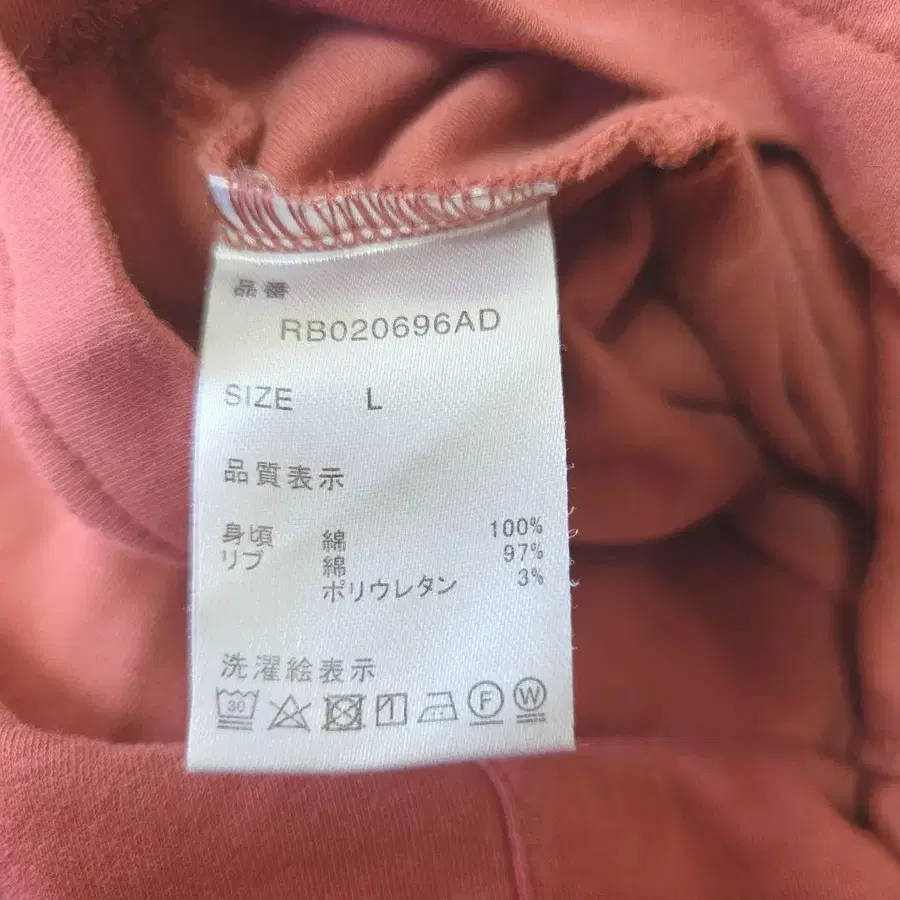 品番
RB020696AD
SIZE L
品質表示
身頃 綿 100%
リブ 綿 97%
ポリウレタン 3%
洗濯絵表示
30 F W